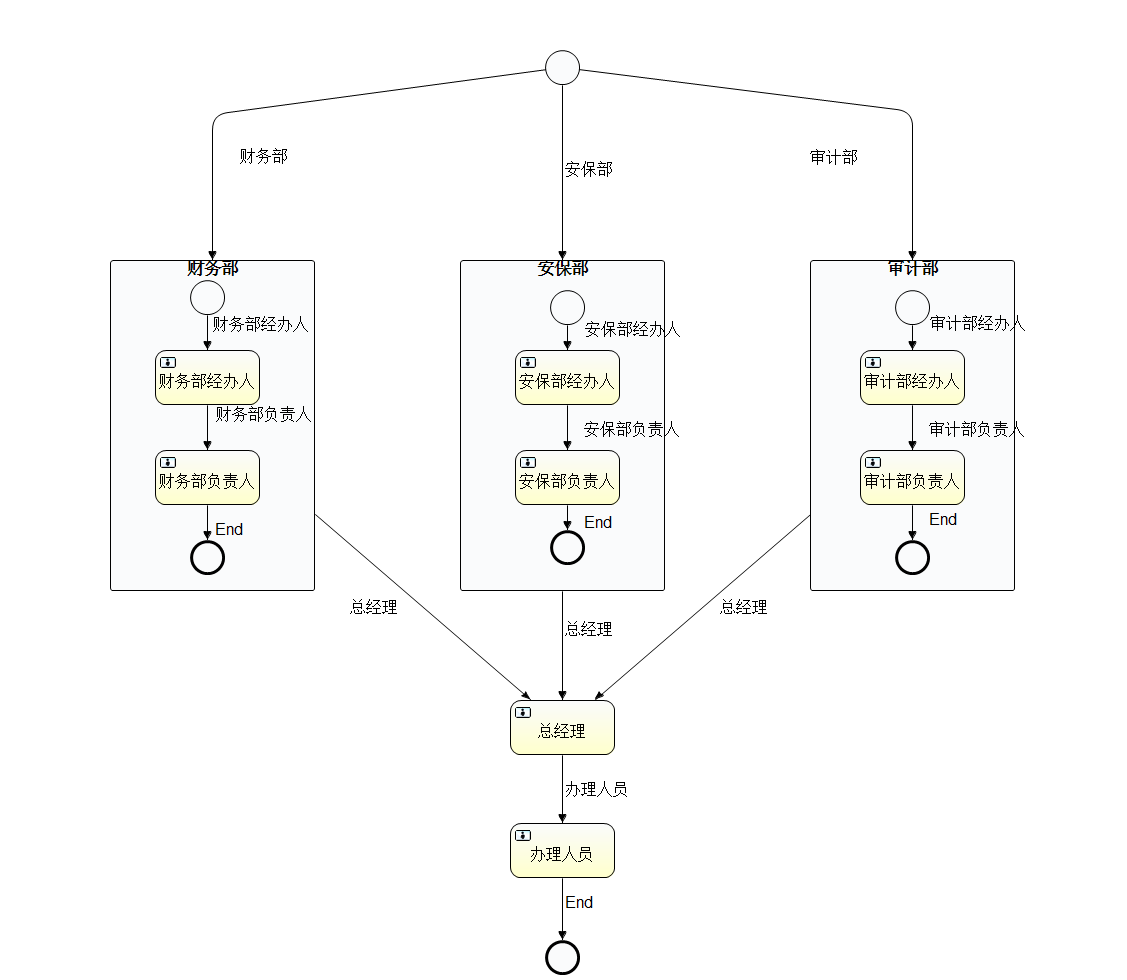 财务部
安保部
审计部
财务部
安保部
审计部
财务部经办人
安保部经办人
审计部经办人
财务部经办人
安保部经办人
审计部经办人
财务部负责人
安保部负责人
审计部负责人
财务部负责人
安保部负责人
审计部负责人
End
End
End
总经理
总经理
总经理
总经理
办理人员
办理人员
End